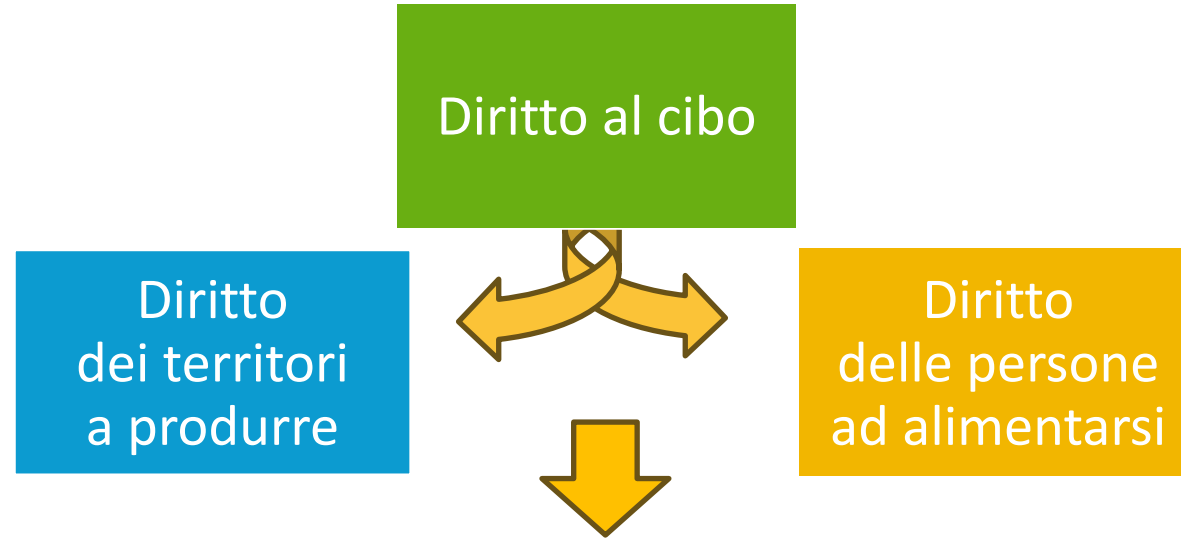 Diritto al cibo
Diritto
dei territori
a produrre
Diritto
delle persone
ad alimentarsi